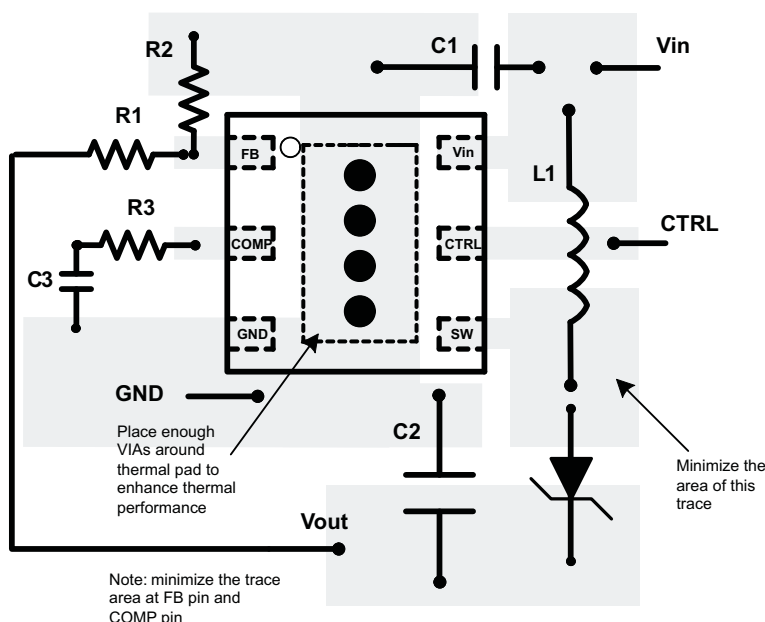 C1
Vin
R2
R1
FB
Vin
L1
R3
COMP
CTRL
CTRL
C3
GND
SW
GND
Place enough
VIAs around
thermal pad to
enhance thermal
performance
C2
Minimize the
area of this
trace
Vout
Note: minimize the trace
area at FB pin and
COMP pin